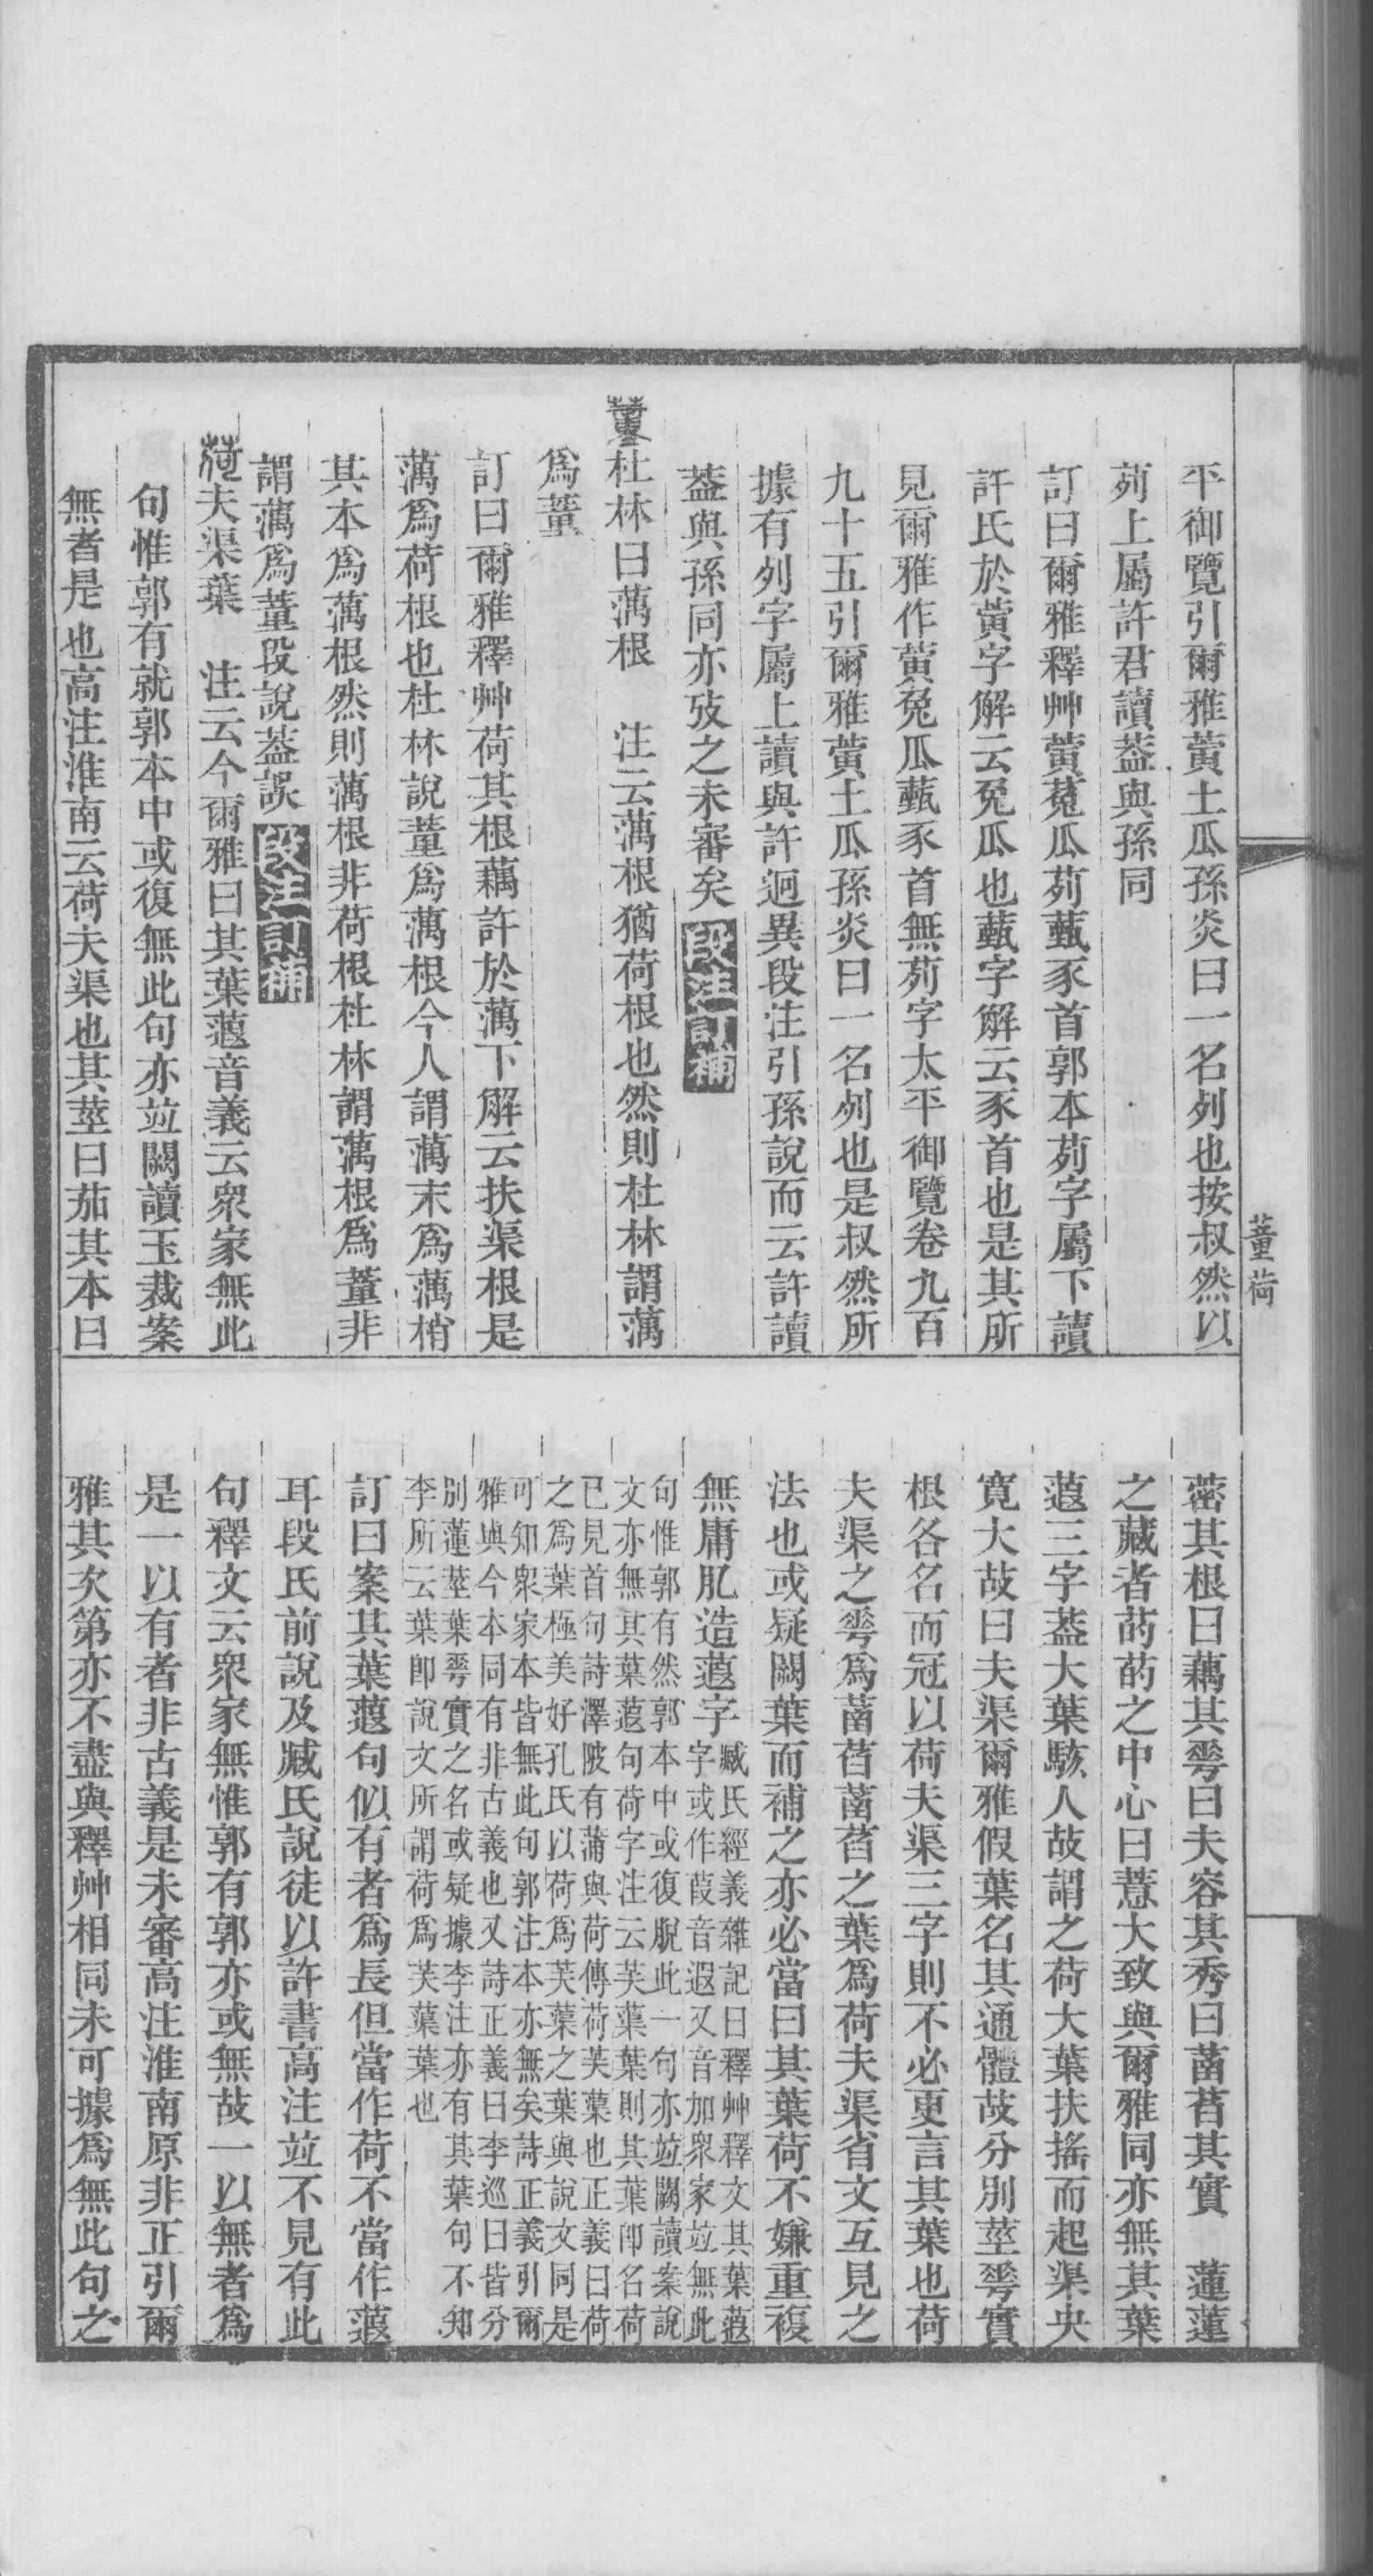 平御覽引爾雅黃土瓜孫炎曰一名列也按叔然以
茢上屬許君讀葢與孫同
訂曰爾雅釋艸黃菟瓜茢薽豕首郭本茢字屬下讀
許氏於黃字解云兔瓜也薽字解云豕首也是其所
見爾雅作黃兔瓜薽豕首無茢字太平御覽卷九百
九十五引爾雅黃土瓜孫炎曰一名列也是叔然所
據有列字屬上讀與許迥異段注引孫說而云許讀
葢與孫同亦攷之未審矣 段注訂補
董 杜林曰蕅根 注云蕅根猶荷根也然則杜林謂蕅
爲董
訂曰爾雅釋艸荷其根藕許於蕅下解云扶渠根是
蕅爲荷根也杜林說董爲蕅根今人謂蕅末爲蕅梢
其本爲蕅根然則蕅根非荷根杜林謂蕅根爲董非
謂蕅爲董段說葢誤 段注訂補
荷 夫渠葉 注云今爾雅曰其葉蕸音義云眾家無此
句惟郭有就郭本中或復無此句亦竝闕讀玉裁案
無者是也高注淮南云荷夫渠也其莖曰茄其本曰
董荷
蔤其根曰藕其䔢曰夫容其秀曰菡萏其實 蓮蓮
之藏者菂菂之中心曰薏大致與爾雅同亦無其葉
蕸三字葢大葉駭人故謂之荷大葉扶搖而起渠央
寬大故曰夫渠爾雅假葉名其通體故分別莖䔢實
根各名而冠以荷夫渠三字則不必更言其葉也荷
夫渠之䔢爲菡萏菡萏之葉爲荷夫渠省文互見之
法也或疑闕葉而補之亦必當曰其葉荷不嫌重複
無庸肊造蕸字 臧氏經義雜記曰釋艸釋文其葉蕸
字或作葭音遐又音加眾家竝無此
句惟郭有然郭本中或復脫此一句亦竝闕讀案說
文亦無其葉蕸句荷字注云芙蕖葉則其葉即名荷
已見首句詩澤陂有蒲與荷傳荷芙蕖也正義曰荷
之爲葉極美好孔氏以荷爲芙蕖之葉與說文同是
可知眾家本皆無此句郭注本亦無矣詩正義引爾
雅與今本同有非古義也又詩正義曰李巡曰皆分
別蓮莖葉䔢實之名或疑據李注亦有其葉句不知
李所云葉即說文所謂荷爲芙蕖葉也
訂曰案其葉蕸句似有者爲長但當作荷不當作蕸
耳段氏前說及臧氏說徒以許書高注竝不見有此
句釋文云眾家無惟郭有郭亦或無故一以無者爲
是一以有者非古義是未審高注淮南原非正引爾
雅其次第亦不盡與釋艸相同未可據爲無此句之